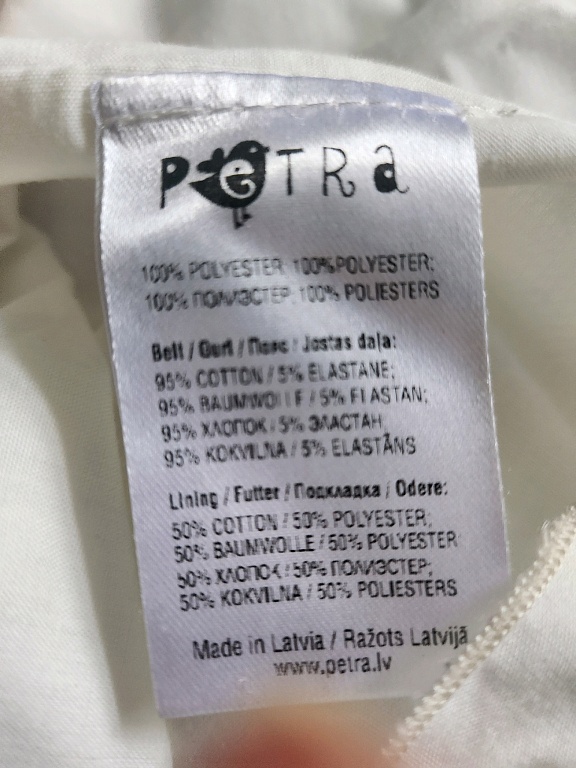 PETRA
100% POLYESTER; 100%POLYESTER;
100% ПОЛИЭСТЕР; 100% POLIESTERS
Belt / Gurt / Пояс / Jostas daļa:
95% COTTON / 5% ELASTANE;
95% BAUMWOLLE / 5% ELASTAN;
95% ХЛОПОК / 5% ЭЛАСТАН;
95% KOKVILNA / 5% ELASTĀNS
Lining / Futter / Подкладка / Odere:
50% COTTON / 50% POLYESTER;
50% BAUMWOLLE / 50% POLYESTER
50% ХЛОПОК / 50% ПОЛИЭСТЕР;
50% KOKVILNA / 50% POLIESTERS
Made in Latvia / Ražots Latvijā
www.petra.lv